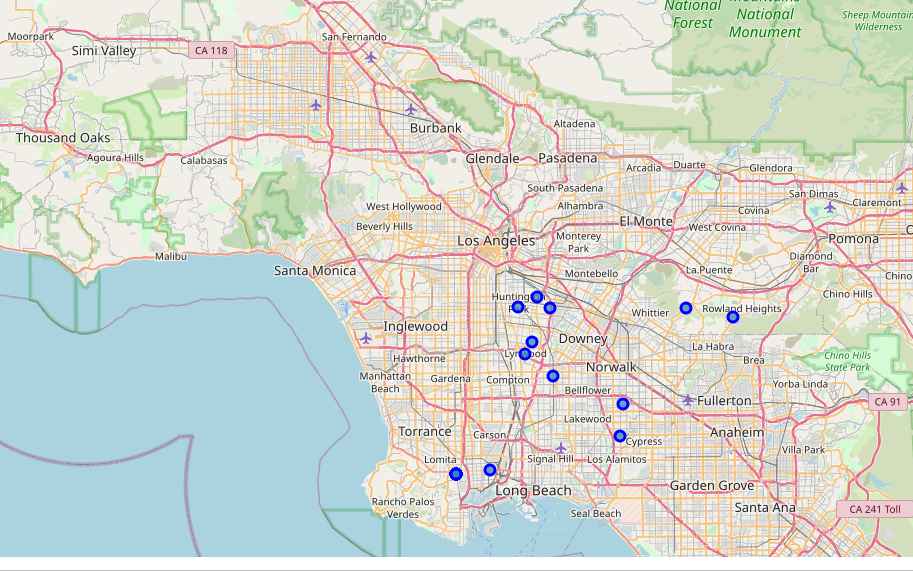 National
Forest
Mountains
National
Monument
Sheep Mountain
Wilderness
Moorpark
San Fernando
Simi Valley
CA 118
Thousand Oaks
Burbank
Altadena
Agoura Hills
Calabasas
Glendale
Pasadena
Arcadia
Duarte
Glendora
South Pasadena
San Dimas
Claremont
West Hollywood
Alhambra
Covina
Beverly Hills
El Monte
West Covina
Los Angeles
Monterey
Park
Pomona
Malibu
Diamond
Bar
Santa Monica
Montebello
La Puente
Chino
Huntington
Park
Chino Hills
Whittier
Rowland Heights
Inglewood
Downey
La Habra
Lynwood
Hawthorne
Brea
Chino Hills
State Park
Norwalk
Manhattan
Beach
Gardena
Compton
Yorba Linda
Bellflower
Fullerton
CA 91
Lakewood
Torrance
Carson
Cypress
Anaheim
Villa Park
Lomita
Signal Hill
Los Alamitos
Long Beach
Garden Grove
Rancho Palos
Verdes
Seal Beach
Santa Ana
CA 241 Toll